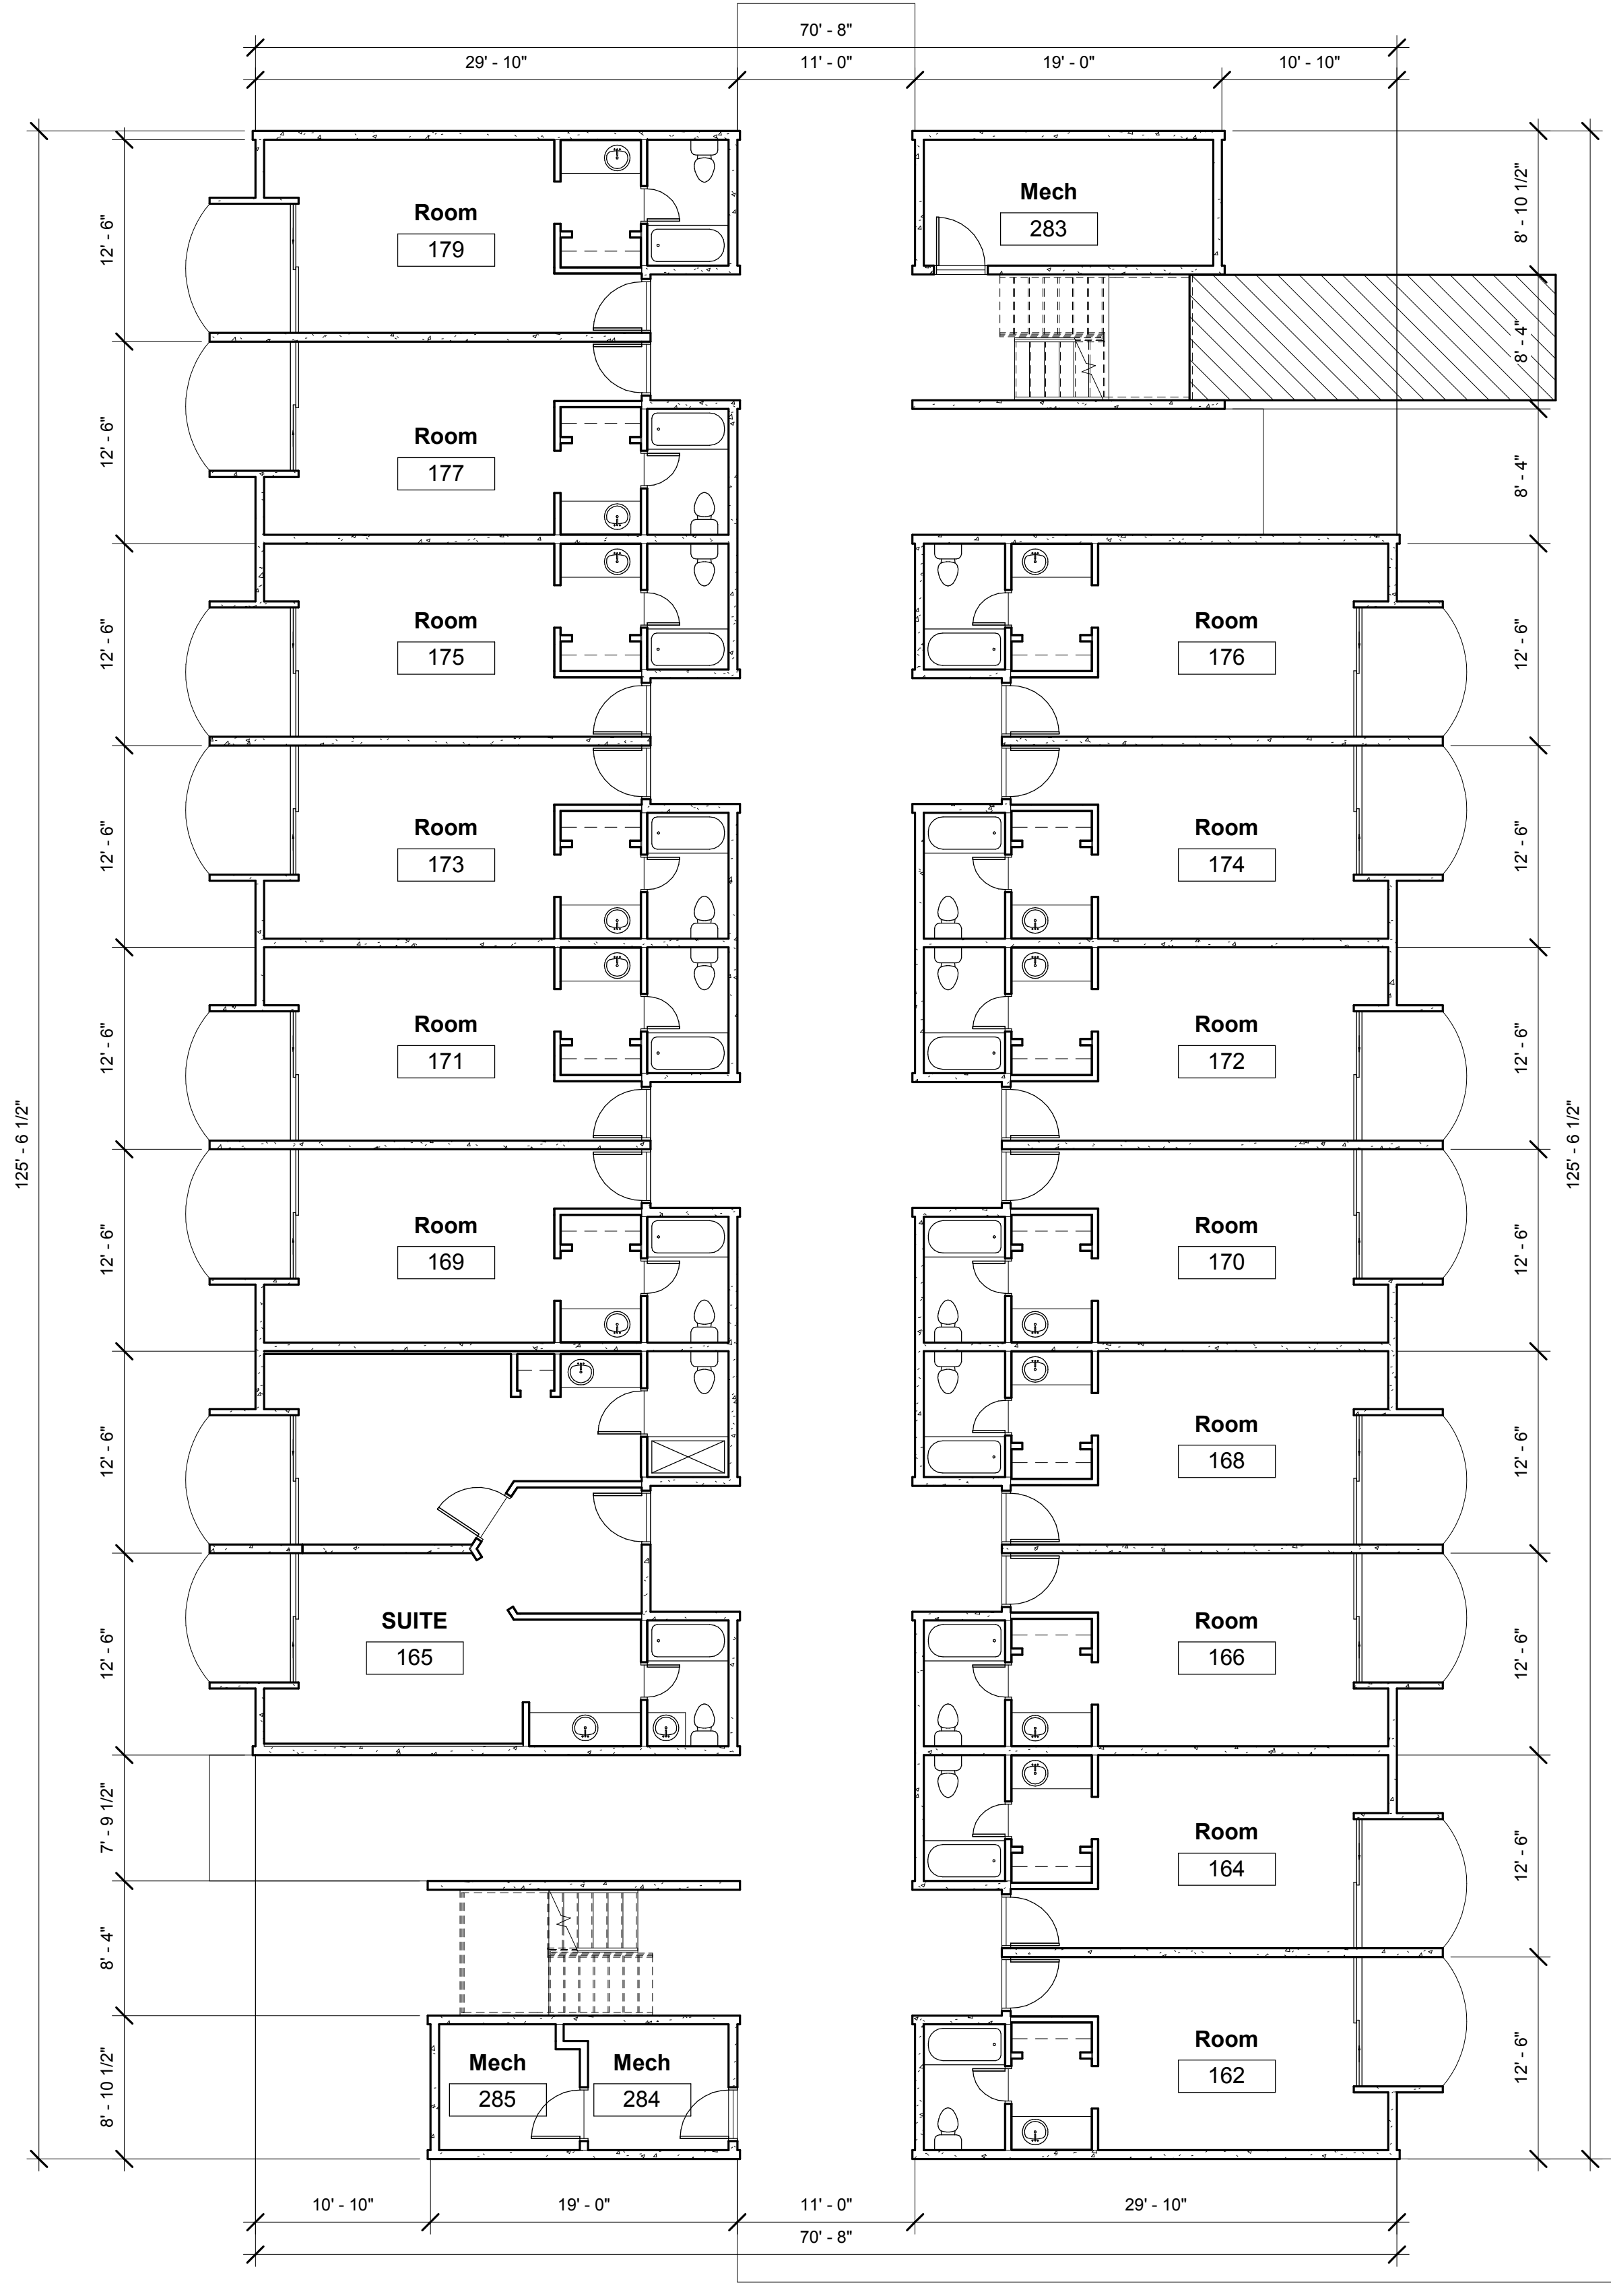 70' - 8"
29' - 10"
11' - 0"
19' - 0"
10' - 10"
Room
179
Mech
283
12' - 6"
8' - 10 1/2"
8' - 4"
Room
177
12' - 6"
8' - 4"
Room
175
12' - 6"
Room
176
12' - 6"
Room
173
12' - 6"
Room
174
12' - 6"
Room
171
12' - 6"
Room
172
12' - 6"
125' - 6 1/2"
125' - 6 1/2"
Room
169
12' - 6"
Room
170
12' - 6"
12' - 6"
Room
168
12' - 6"
SUITE
165
12' - 6"
Room
166
12' - 6"
7' - 9 1/2"
Room
164
12' - 6"
8' - 4"
Mech
285
Mech
284
8' - 10 1/2"
Room
162
12' - 6"
10' - 10"
19' - 0"
11' - 0"
29' - 10"
70' - 8"